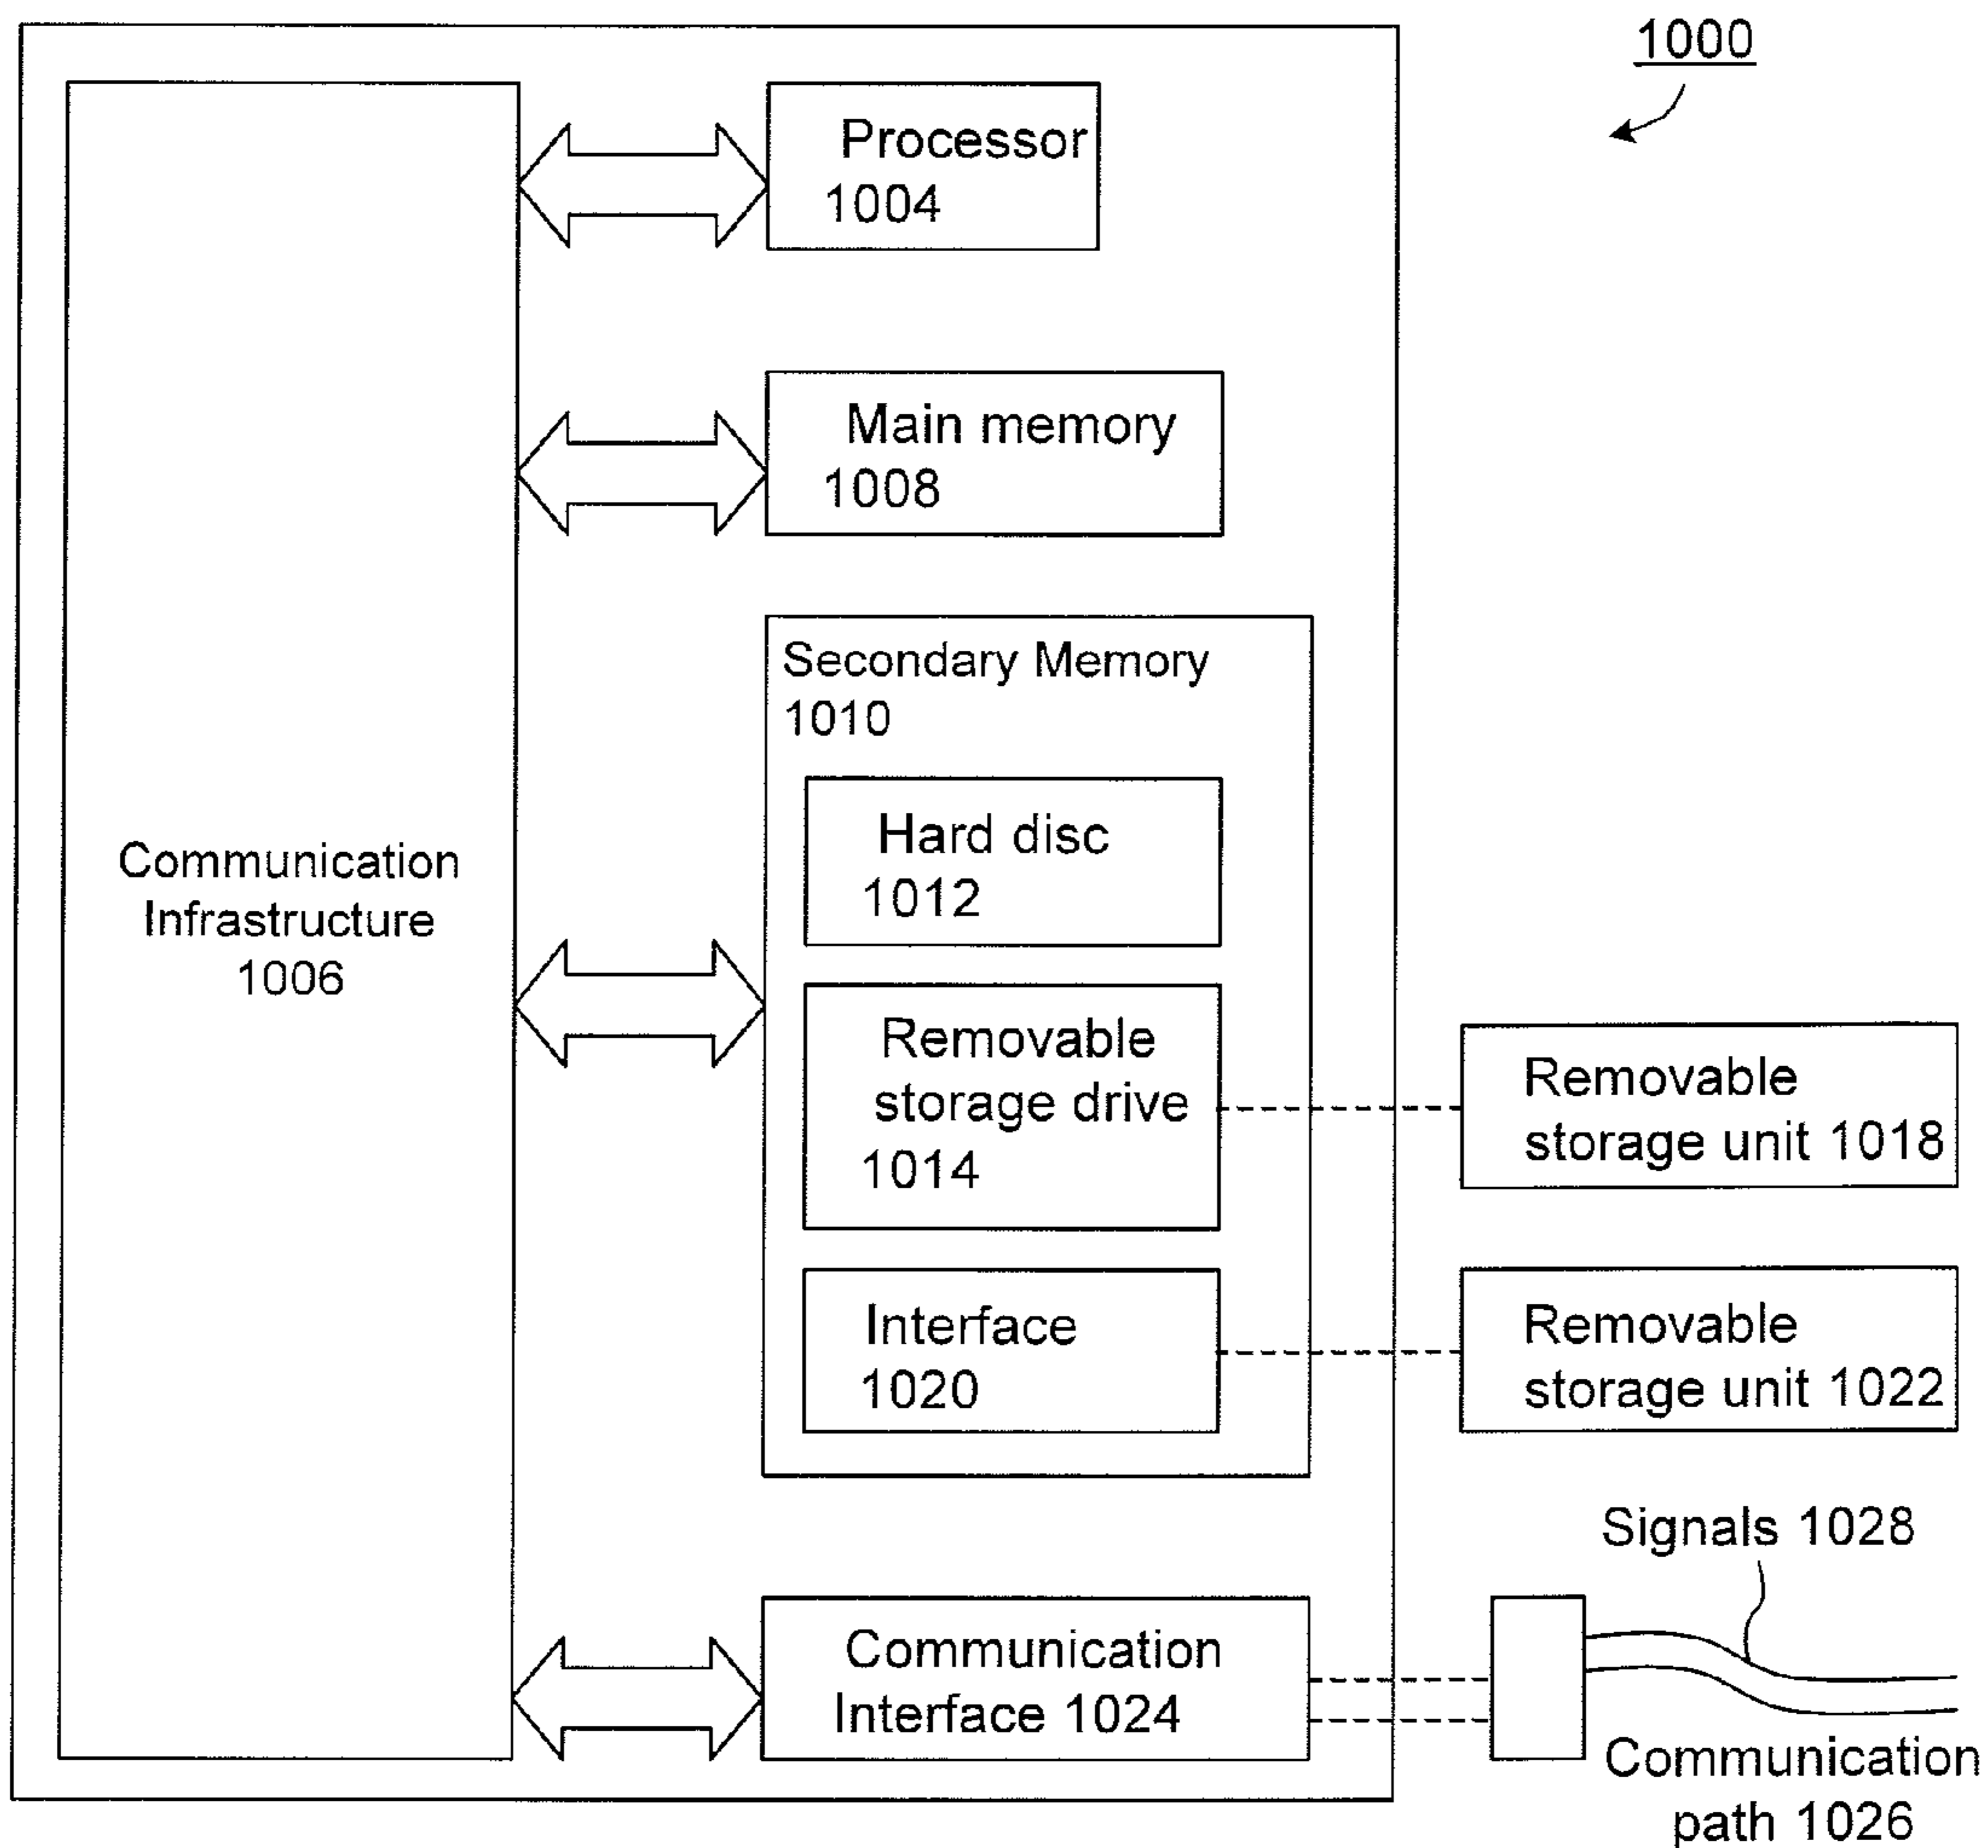 1000
Processor
1004
Main memory
1008
Secondary Memory
1010
Hard disc
1012
Communication
Infrastructure
1006
Removable
storage drive
1014
Removable
storage unit 1018
Interface
1020
Removable
storage unit 1022
Signals 1028
Communication
Interface 1024
Communication
path 1026